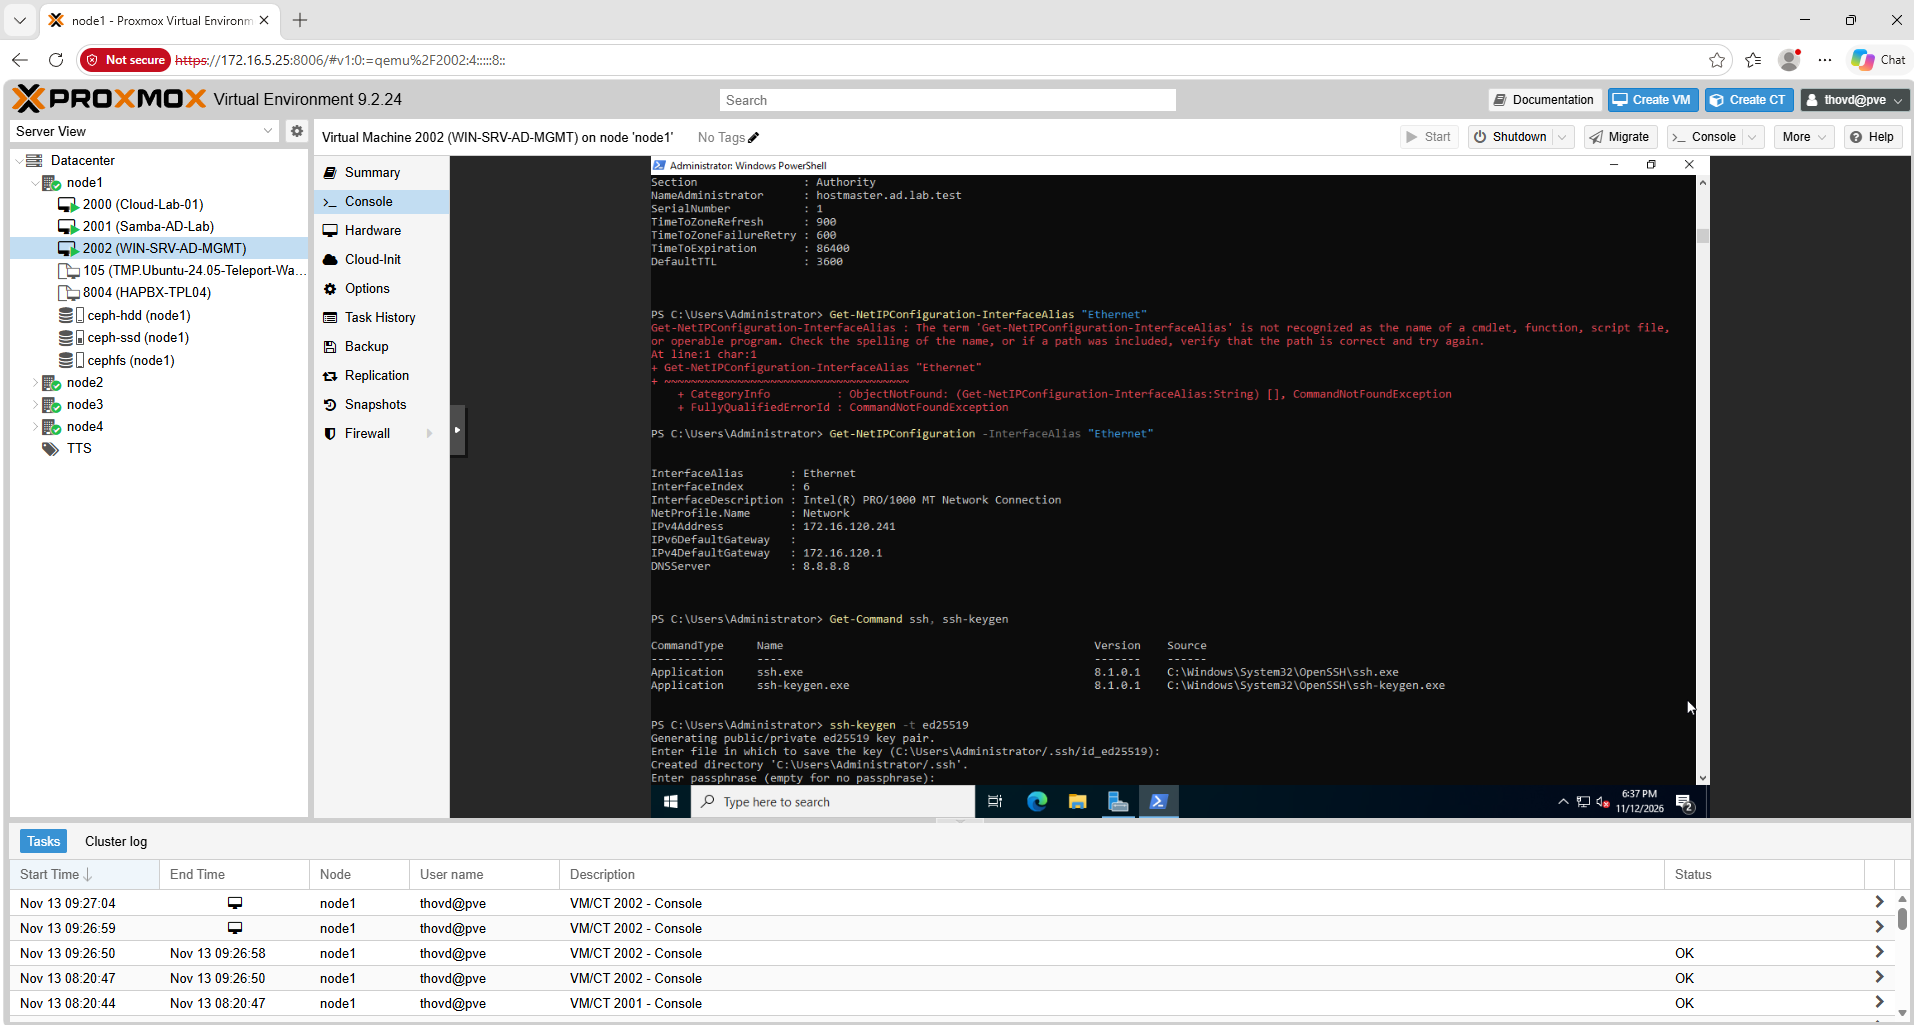 node1 - Proxmox Virtual Environm
Not secure https://172.16.5.25:8006/#v1:0:=qemu%2F2002:4:::::8::
Chat
PROXMOX Virtual Environment 9.2.24
Search
Documentation
Create VM
Create CT
thovd@pve
Server View
Virtual Machine 2002 (WIN-SRV-AD-MGMT) on node 'node1'
No Tags
Start
Shutdown
Migrate
Console
More
Help
Datacenter
node1
2000 (Cloud-Lab-01)
2001 (Samba-AD-Lab)
2002 (WIN-SRV-AD-MGMT)
105 (TMP.Ubuntu-24.05-Teleport-Wa...
8004 (HAPBX-TPL04)
ceph-hdd (node1)
ceph-ssd (node1)
cephfs (node1)
node2
node3
node4
TTS
Summary
Console
Hardware
Cloud-Init
Options
Task History
Backup
Replication
Snapshots
Firewall
Administrator: Windows PowerShell
Section : Authority
NameAdministrator : hostmaster.ad.lab.test
SerialNumber : 1
TimeToZoneRefresh : 900
TimeToZoneFailureRetry : 600
TimeToExpiration : 86400
DefaultTTL : 3600
PS C:\Users\Administrator> Get-NetIPConfiguration-InterfaceAlias "Ethernet"
Get-NetIPConfiguration-InterfaceAlias : The term 'Get-NetIPConfiguration-InterfaceAlias' is not recognized as the name of a cmdlet, function, script file,
or operable program. Check the spelling of the name, or if a path was included, verify that the path is correct and try again.
At line:1 char:1
+ Get-NetIPConfiguration-InterfaceAlias "Ethernet"
+ ~~~~~~~~~~~~~~~~~~~~~~~~~~~~~~~~~~~~~
+ CategoryInfo : ObjectNotFound: (Get-NetIPConfiguration-InterfaceAlias:String) [], CommandNotFoundException
+ FullyQualifiedErrorId : CommandNotFoundException
PS C:\Users\Administrator> Get-NetIPConfiguration -InterfaceAlias "Ethernet"
InterfaceAlias : Ethernet
InterfaceIndex : 6
InterfaceDescription : Intel(R) PRO/1000 MT Network Connection
NetProfile.Name : Network
IPv4Address : 172.16.120.241
IPv6DefaultGateway :
IPv4DefaultGateway : 172.16.120.1
DNSServer : 8.8.8.8
PS C:\Users\Administrator> Get-Command ssh, ssh-keygen
CommandType Name Version Source
----------- ---- ------- ------
Application ssh.exe 8.1.0.1 C:\Windows\System32\OpenSSH\ssh.exe
Application ssh-keygen.exe 8.1.0.1 C:\Windows\System32\OpenSSH\ssh-keygen.exe
PS C:\Users\Administrator> ssh-keygen -t ed25519
Generating public/private ed25519 key pair.
Enter file in which to save the key (C:\Users\Administrator/.ssh/id_ed25519):
Created directory 'C:\Users\Administrator/.ssh'.
Enter passphrase (empty for no passphrase):
Type here to search
6:37 PM
11/12/2026
2
Tasks
Cluster log
Start Time End Time Node User name Description Status
Nov 13 09:27:04 node1 thovd@pve VM/CT 2002 - Console
Nov 13 09:26:59 node1 thovd@pve VM/CT 2002 - Console
Nov 13 09:26:50 Nov 13 09:26:58 node1 thovd@pve VM/CT 2002 - Console OK
Nov 13 08:20:47 Nov 13 09:26:50 node1 thovd@pve VM/CT 2002 - Console OK
Nov 13 08:20:44 Nov 13 08:20:47 node1 thovd@pve VM/CT 2001 - Console OK